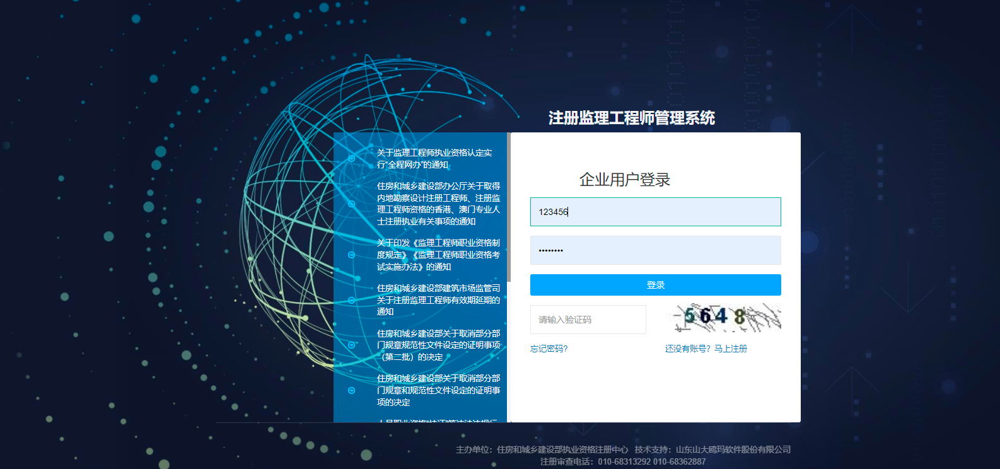 注册监理工程师管理系统
关于监理工程师执业资格认定实
行“全程网办”的通知
住房和城乡建设部办公厅关于取得
内地勘察设计注册工程师、注册监
理工程师资格的香港、澳门专业人
士注册执业有关事项的通知
关于印发《监理工程师职业资格制
度规定》《监理工程师职业资格考
试实施办法》的通知
住房和城乡建设部建筑市场监管司
关于注册监理工程师有效期延期的
通知
住房和城乡建设部关于取消部分部
门规章规范性文件设定的证明事项
（第二批）的决定
住房和城乡建设部关于取消部分部
门规章和规范性文件设定的证明事
项的决定
企业用户登录
123456
••••••••
登录
请输入验证码
5648
忘记密码?
还没有账号？马上注册
主办单位：住房和城乡建设部执业资格注册中心 技术支持：山东山大鸥玛软件股份有限公司
注册审查电话：010-68313292 010-68362887